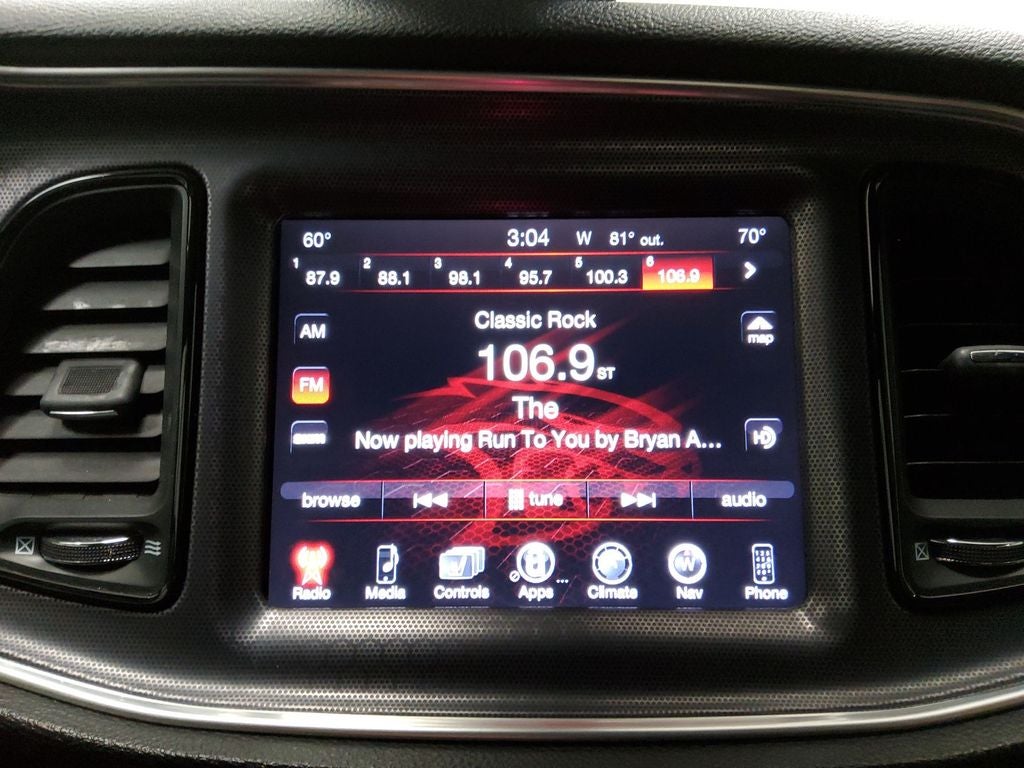 60° 3:04 W 81° out. 70°
1 87.9 2 88.1 3 98.1 4 95.7 5 100.3 6 106.9
Classic Rock
AM
map
106.9 ST
FM
The
Now playing Run To You by Bryan A...
HD
browse tune audio
Radio Media Controls Apps ... Climate Nav Phone